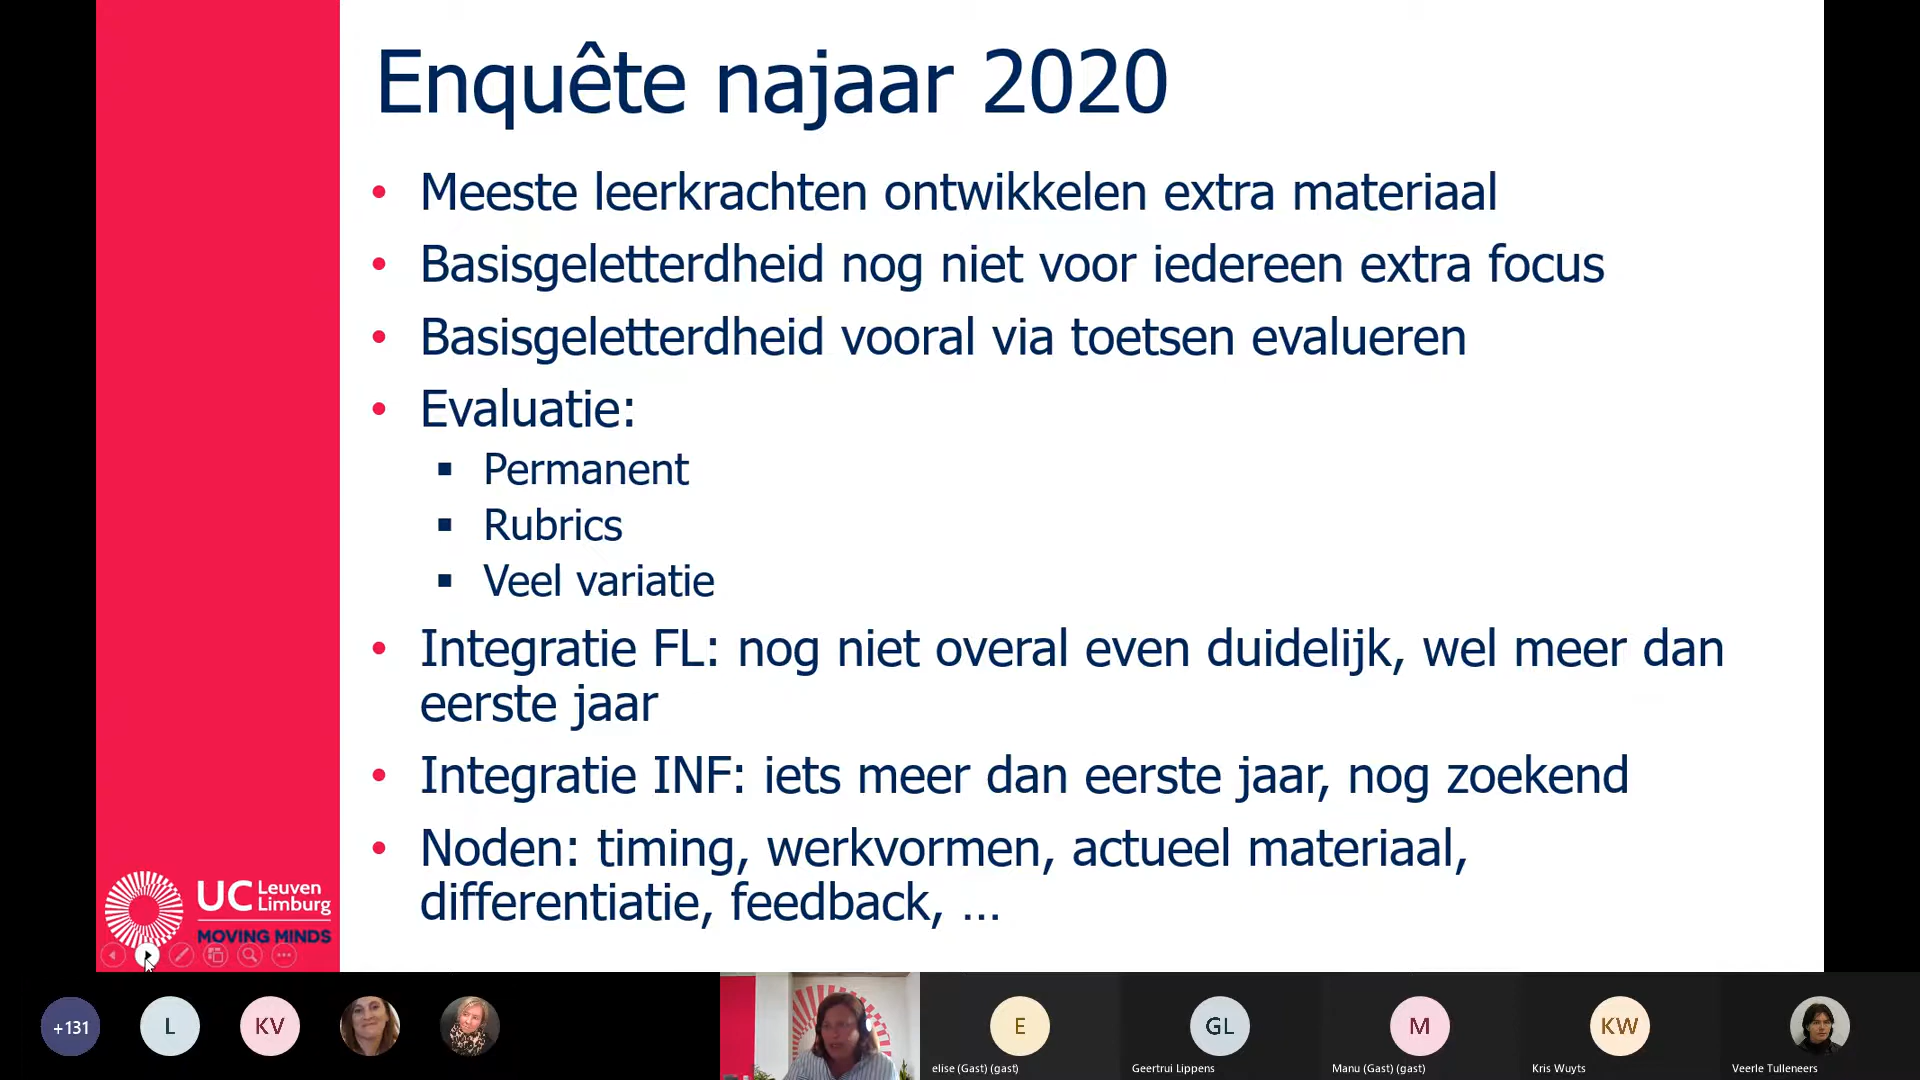 Enquête najaar 2020
• Meeste leerkrachten ontwikkelen extra materiaal
• Basisgeletterdheid nog niet voor iedereen extra focus
• Basisgeletterdheid vooral via toetsen evalueren
• Evaluatie:
▪ Permanent
▪ Rubrics
▪ Veel variatie
• Integratie FL: nog niet overal even duidelijk, wel meer dan
eerste jaar
• Integratie INF: iets meer dan eerste jaar, nog zoekend
• Noden: timing, werkvormen, actueel materiaal,
differentiatie, feedback, ...
UC Leuven
Limburg
MOVING MINDS
+131
L
KV
E
GL
M
KW
elise (Gast) (gast)
Geertrui Lippens
Manu (Gast) (gast)
Kris Wuyts
Veerle Tulleneers